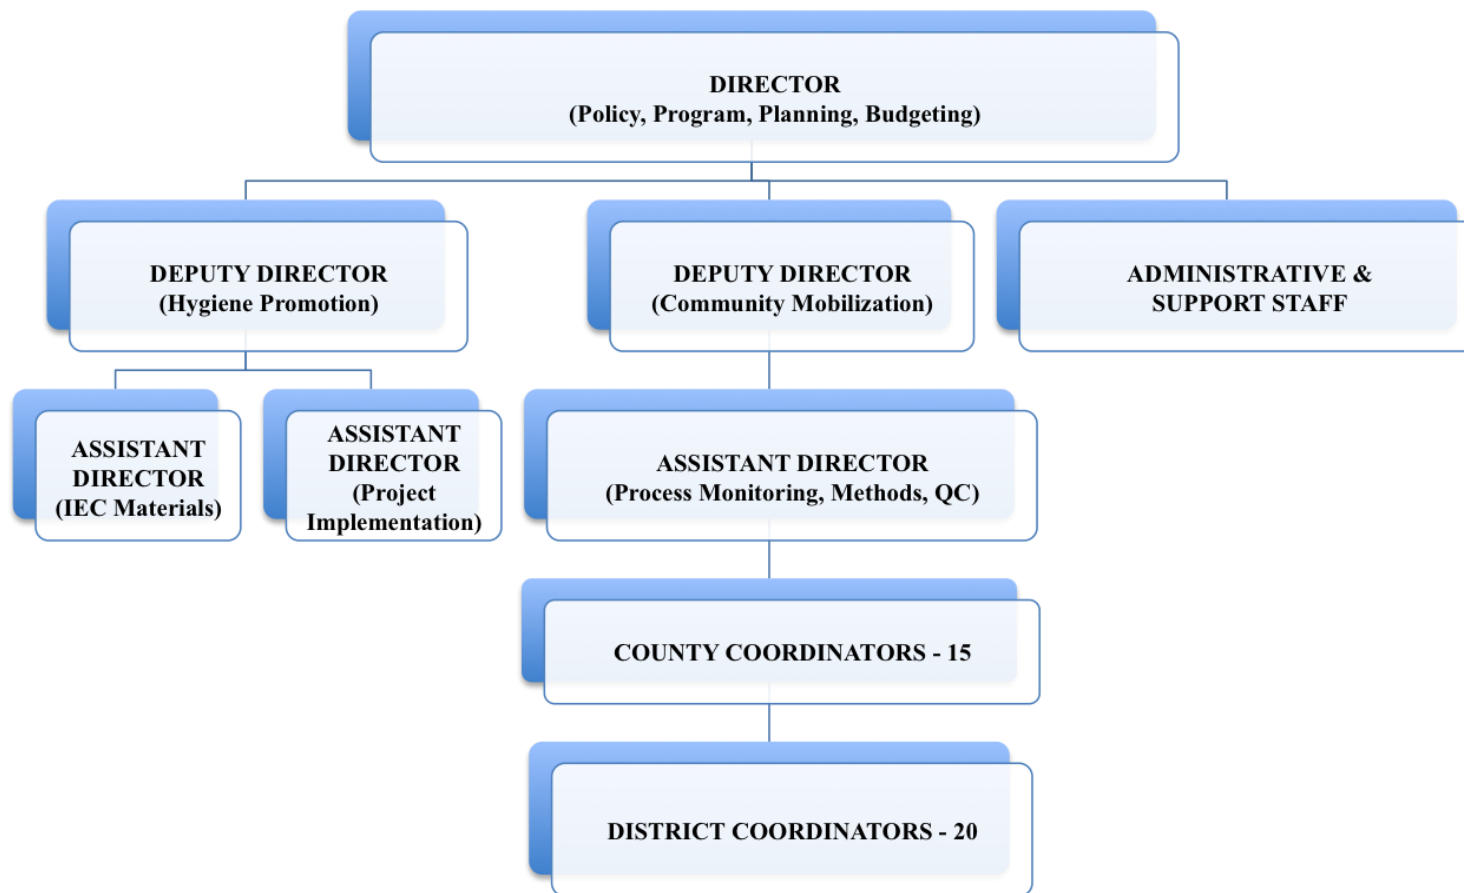 DIRECTOR
(Policy, Program, Planning, Budgeting)
DEPUTY DIRECTOR
(Hygiene Promotion)
DEPUTY DIRECTOR
(Community Mobilization)
ADMINISTRATIVE &
SUPPORT STAFF
ASSISTANT
DIRECTOR
(IEC Materials)
ASSISTANT
DIRECTOR
(Project
Implementation)
ASSISTANT DIRECTOR
(Process Monitoring, Methods, QC)
COUNTY COORDINATORS - 15
DISTRICT COORDINATORS - 20